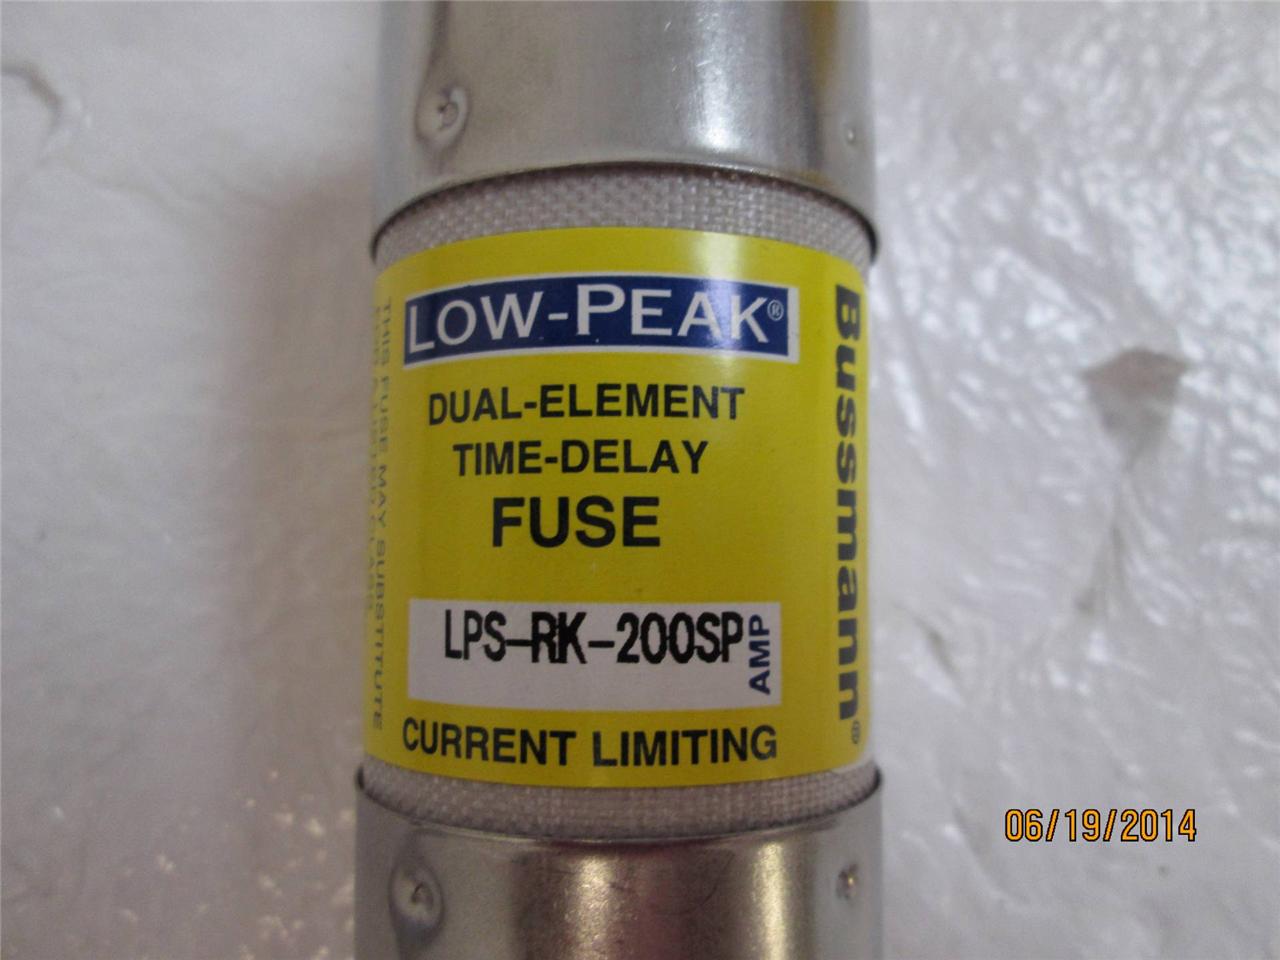 LOW-PEAK®
DUAL-ELEMENT
TIME-DELAY
FUSE
LPS-RK-200SP
AMP
CURRENT LIMITING
Bussmann®
THIS FUSE MAY SUBSTITUTE
06/19/2014